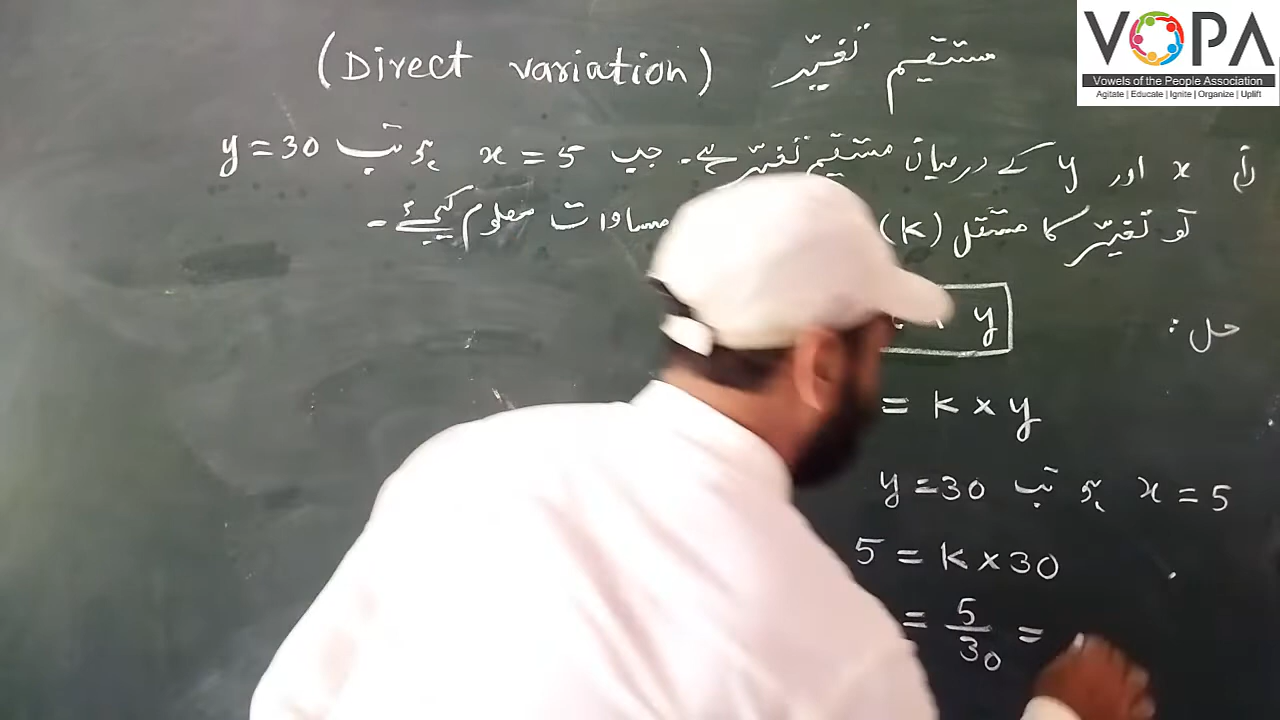 VOPA
Vowels of the People Association
Agitate | Educate | Ignite | Organize | Uplift
مستقیم تغیّر (Direct variation)
x اور y کے درمیان مستقیم تغیّر ہے۔ جب x = 5 ہو تب y = 30
تو تغیّر کا مستقل (k) مساوات معلوم کیجیے۔
حل :
y
= k × y
x = 5 ہو تب y = 30
5 = k × 30
= 5/30 =